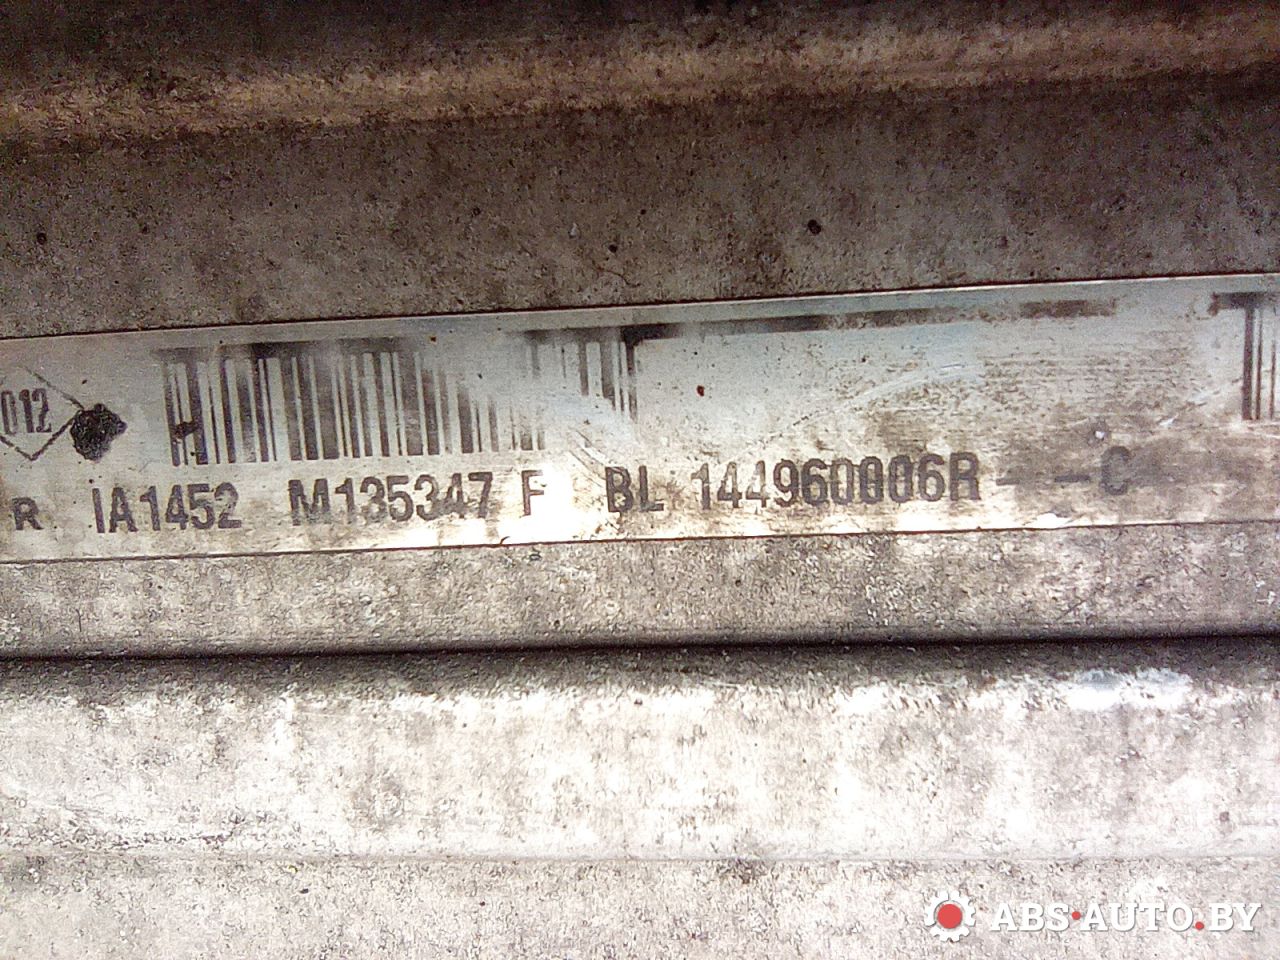 012
R IA1452 M135347 F BL 144960006R--C
ABS·AUTO.BY